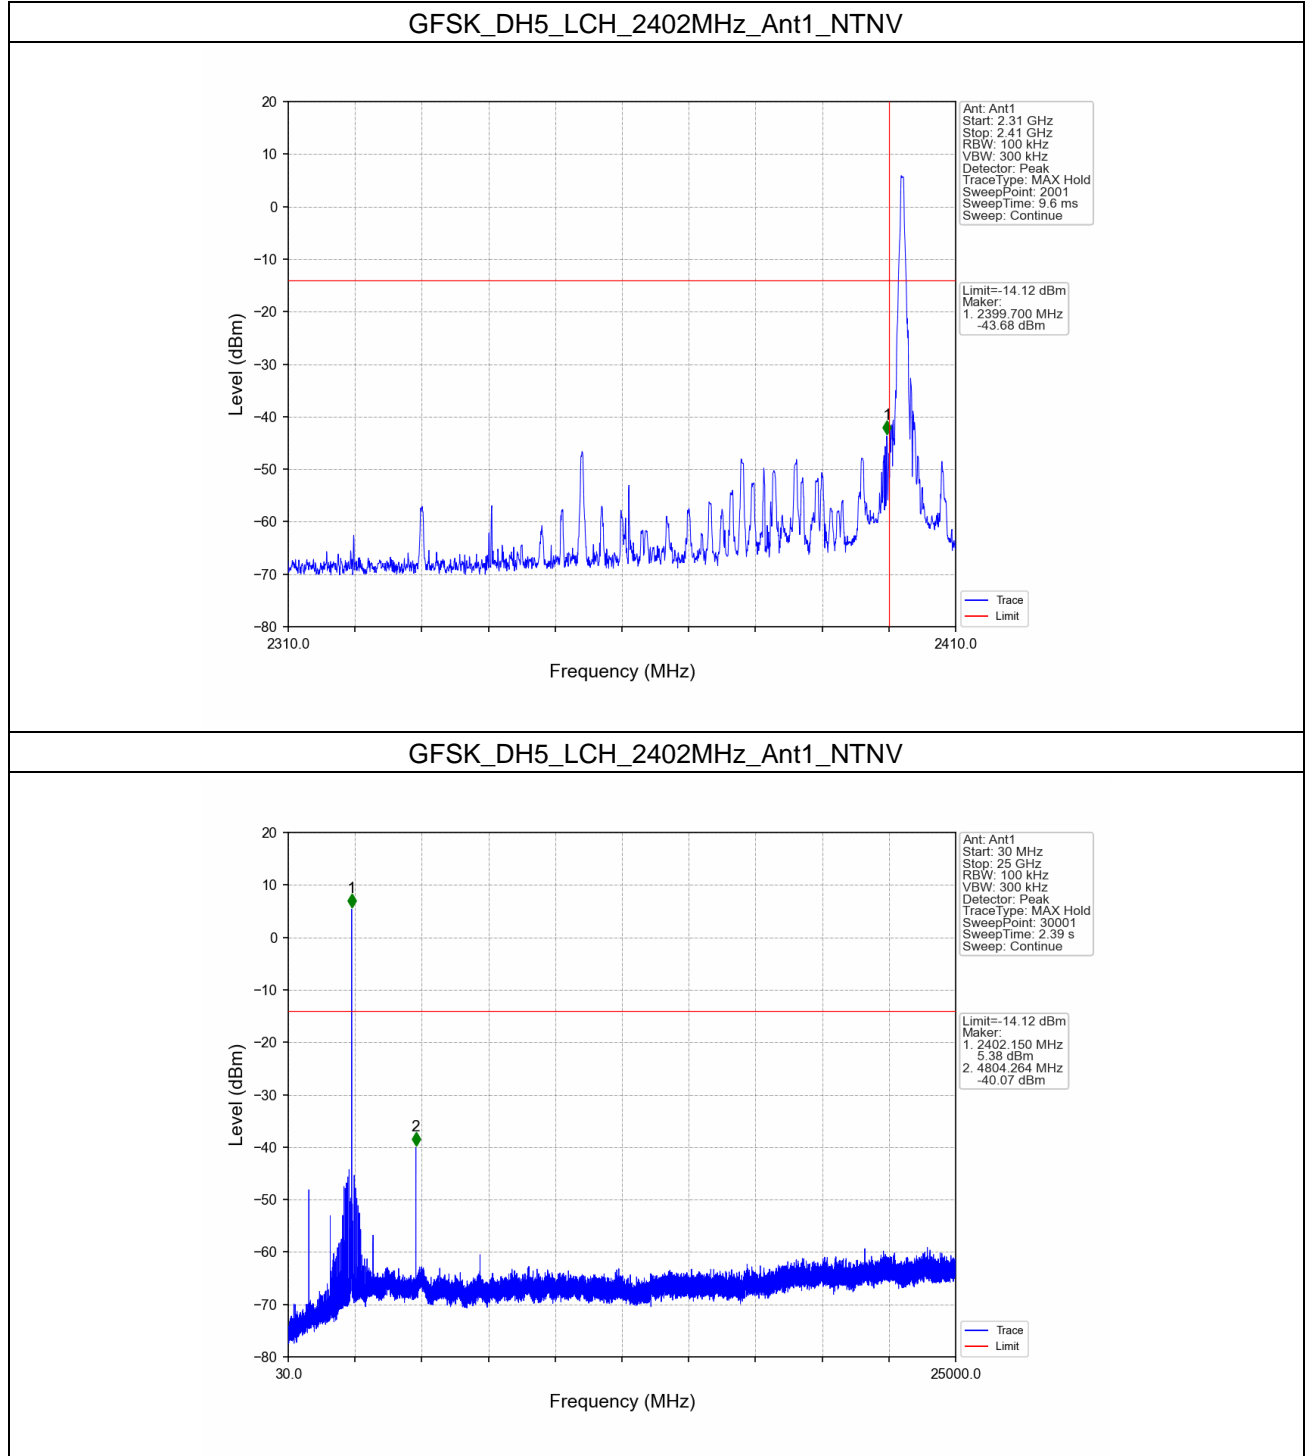 GFSK_DH5_LCH_2402MHz_Ant1_NTNV
20
10
0
−10
−20
−30
−40
−50
−60
−70
−80
Level (dBm)
2310.0
2410.0
Frequency (MHz)
1
Ant: Ant1
Start: 2.31 GHz
Stop: 2.41 GHz
RBW: 100 kHz
VBW: 300 kHz
Detector: Peak
TraceType: MAX Hold
SweepPoint: 2001
SweepTime: 9.6 ms
Sweep: Continue
Limit=-14.12 dBm
Maker:
1. 2399.700 MHz
-43.68 dBm
Trace
Limit
GFSK_DH5_LCH_2402MHz_Ant1_NTNV
20
10
0
−10
−20
−30
−40
−50
−60
−70
−80
Level (dBm)
30.0
25000.0
Frequency (MHz)
1
2
Ant: Ant1
Start: 30 MHz
Stop: 25 GHz
RBW: 100 kHz
VBW: 300 kHz
Detector: Peak
TraceType: MAX Hold
SweepPoint: 30001
SweepTime: 2.39 s
Sweep: Continue
Limit=-14.12 dBm
Maker:
1. 2402.150 MHz
5.38 dBm
2. 4804.264 MHz
-40.07 dBm
Trace
Limit